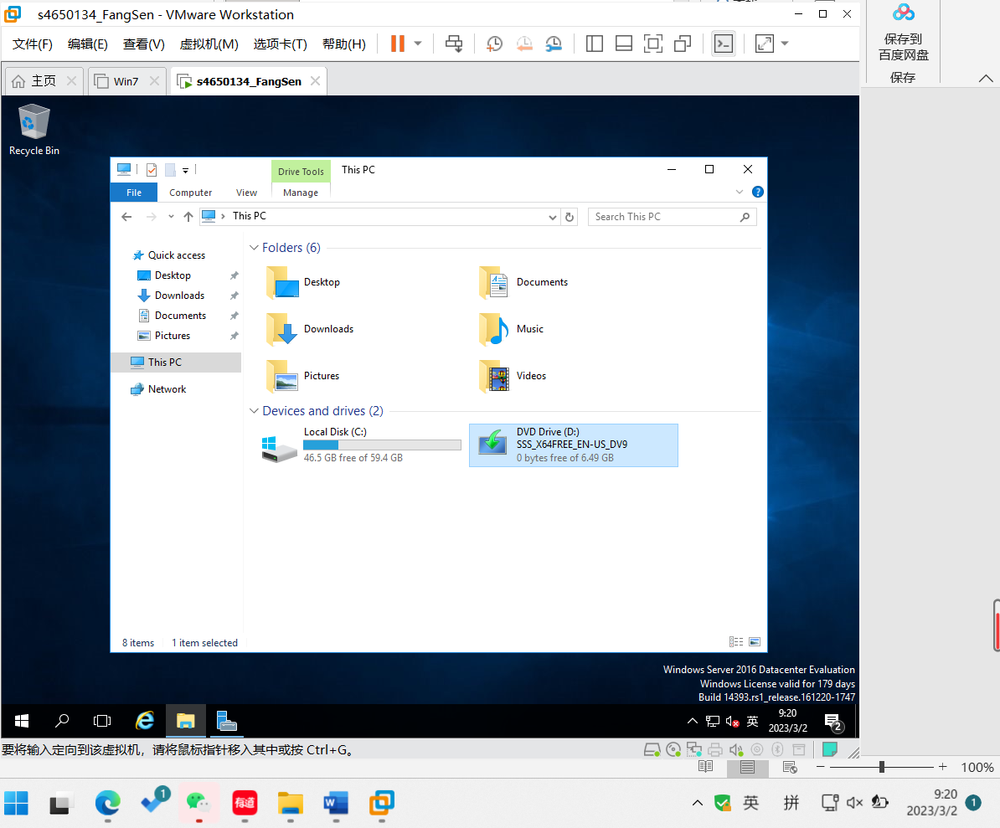 s4650134_FangSen - VMware Workstation
文件(F) 编辑(E) 查看(V) 虚拟机(M) 选项卡(T) 帮助(H)
保存到
百度网盘
保存
主页 Win7 s4650134_FangSen
Recycle Bin
Drive Tools This PC
File Computer View Manage
This PC
Search This PC
Quick access
Desktop
Downloads
Documents
Pictures
This PC
Network
Folders (6)
Desktop Documents
Downloads Music
Pictures Videos
Devices and drives (2)
Local Disk (C:)
46.5 GB free of 59.4 GB
DVD Drive (D:)
SSS_X64FREE_EN-US_DV9
0 bytes free of 6.49 GB
8 items 1 item selected
Windows Server 2016 Datacenter Evaluation
Windows License valid for 179 days
Build 14393.rs1_release.161220-1747
英 9:20
2023/3/2
2
要将输入定向到该虚拟机，请将鼠标指针移入其中或按 Ctrl+G。
100%
1
有道
英 拼 9:20
2023/3/2
1